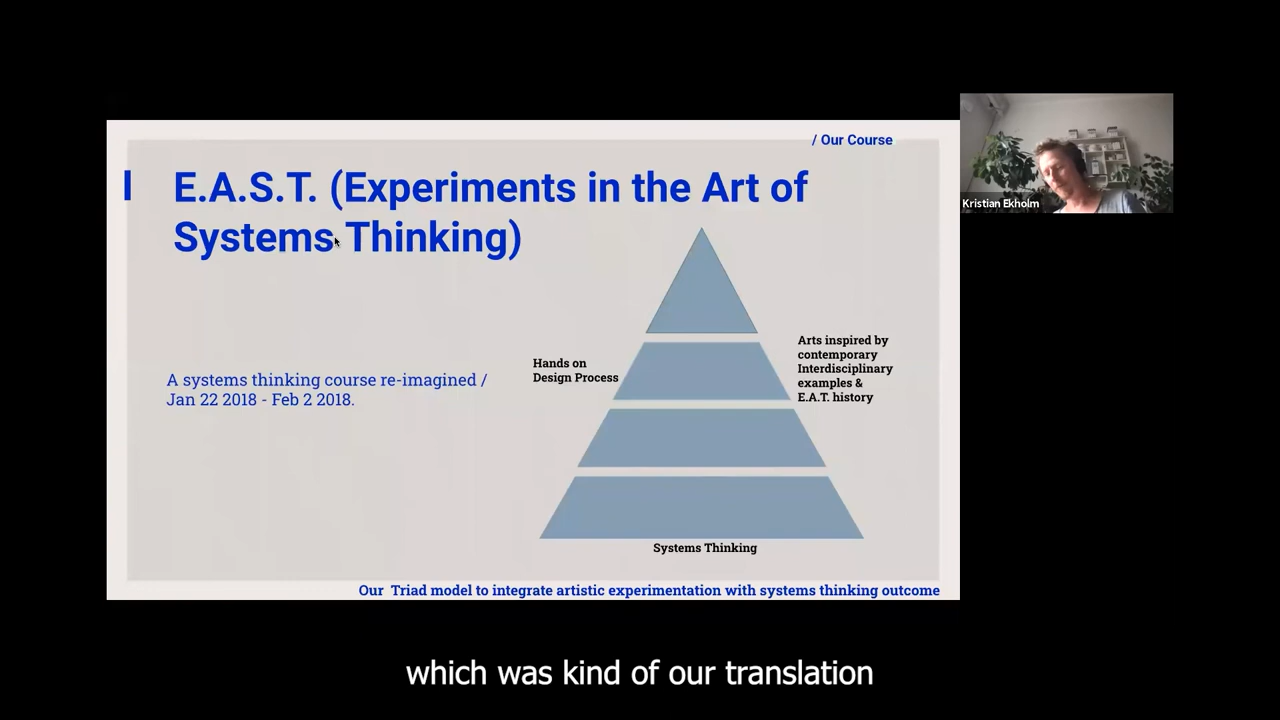 / Our Course
E.A.S.T. (Experiments in the Art of
Systems Thinking)
Kristian Ekholm
Arts inspired by
contemporary
Interdisciplinary
examples &
E.A.T. history
Hands on
Design Process
A systems thinking course re-imagined /
Jan 22 2018 - Feb 2 2018.
Systems Thinking
Our Triad model to integrate artistic experimentation with systems thinking outcome
which was kind of our translation